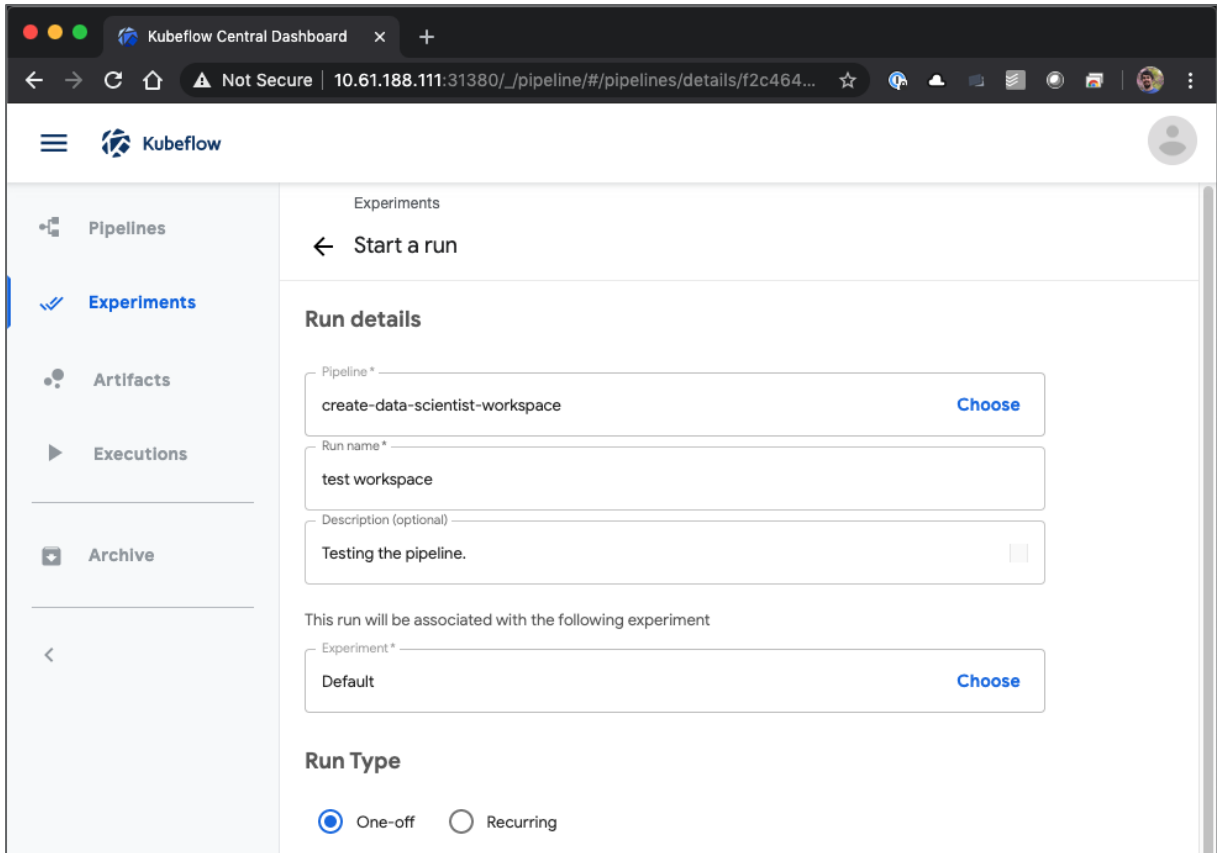 Kubeflow Central Dashboard
Not Secure | 10.61.188.111:31380/_/pipeline/#/pipelines/details/f2c464...
Kubeflow
Pipelines
Experiments
Artifacts
Executions
Archive
Experiments
Start a run
Run details
Pipeline *
create-data-scientist-workspace Choose
Run name *
test workspace
Description (optional)
Testing the pipeline.
This run will be associated with the following experiment
Experiment *
Default Choose
Run Type
One-off Recurring